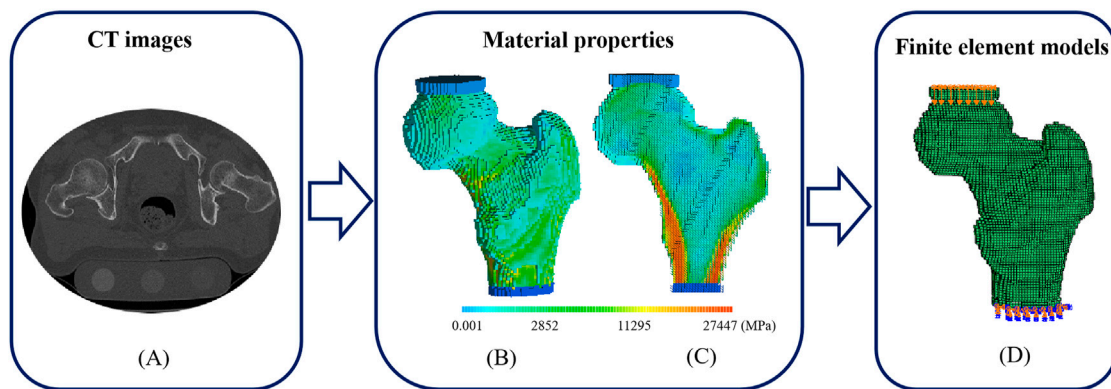 CT images
Material properties
Finite element models
0.001 2852 11295 27447 (MPa)
(A)
(B)
(C)
(D)